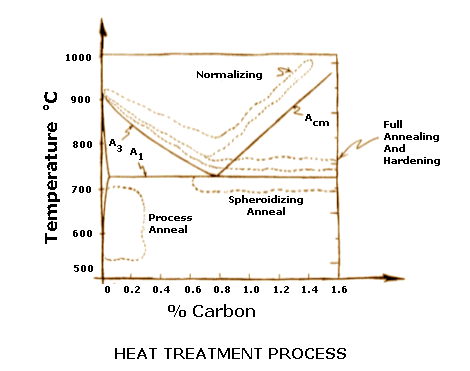 Temperature °C
1000
900
800
700
600
500
Normalizing
A3
A1
Acm
Full
Annealing
And
Hardening
Process
Anneal
Spheroidizing
Anneal
0 0.2 0.4 0.6 0.8 1.0 1.2 1.4 1.6
% Carbon
HEAT TREATMENT PROCESS